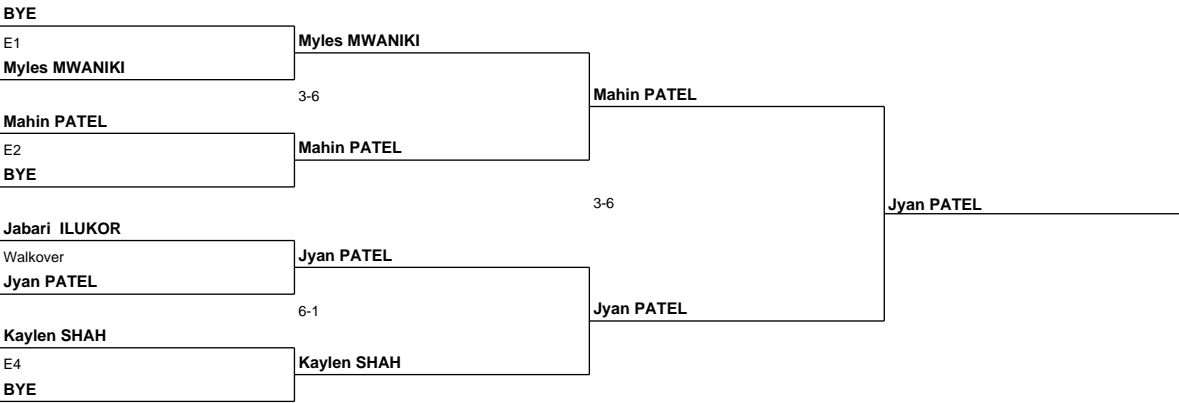 BYE
E1
Myles MWANIKI
Myles MWANIKI
3-6
Mahin PATEL
Mahin PATEL
E2
Mahin PATEL
BYE
3-6
Jyan PATEL
Jabari ILUKOR
Walkover
Jyan PATEL
Jyan PATEL
6-1
Jyan PATEL
Kaylen SHAH
E4
Kaylen SHAH
BYE